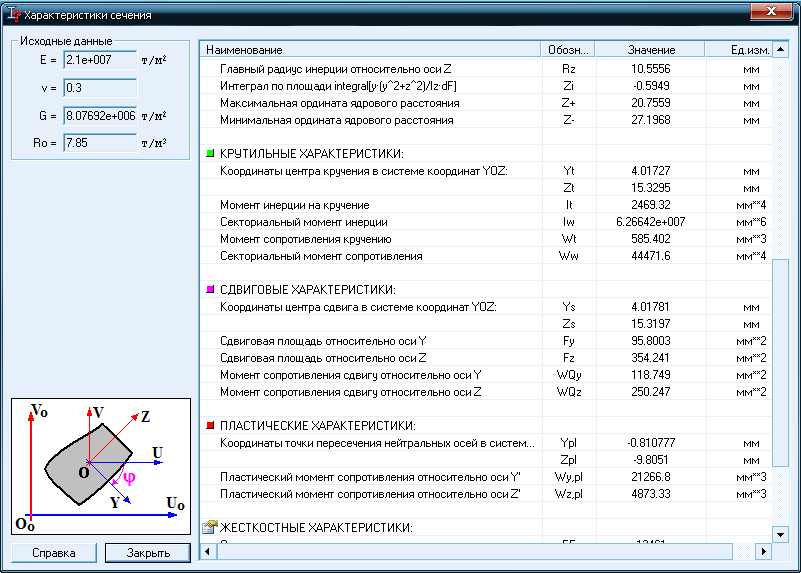 Характеристики сечения
Исходные данные
E = 2.1e+007 т/м²
v = 0.3
G = 8.07692e+006 т/м²
Ro = 7.85 т/м³
Наименование Обозн... Значение Ед.изм.
Главный радиус инерции относительно оси Z Rz 10.5556 мм
Интеграл по площади integral[y·(y^2+z^2)/Iz·dF] Zi -0.5949 мм
Максимальная ордината ядрового расстояния Z+ 20.7559 мм
Минимальная ордината ядрового расстояния Z- 27.1968 мм
КРУТИЛЬНЫЕ ХАРАКТЕРИСТИКИ:
Координаты центра кручения в системе координат YOZ: Yt 4.01727 мм
Zt 15.3295 мм
Момент инерции на кручение It 2469.32 мм**4
Секториальный момент инерции Iw 6.26642e+007 мм**6
Момент сопротивления кручению Wt 585.402 мм**3
Секториальный момент сопротивления Ww 44471.6 мм**4
СДВИГОВЫЕ ХАРАКТЕРИСТИКИ:
Координаты центра сдвига в системе координат YOZ: Ys 4.01781 мм
Zs 15.3197 мм
Сдвиговая площадь относительно оси Y Fy 95.8003 мм**2
Сдвиговая площадь относительно оси Z Fz 354.241 мм**2
Момент сопротивления сдвигу относительно оси Y WQy 118.749 мм**2
Момент сопротивления сдвигу относительно оси Z WQz 250.247 мм**2
ПЛАСТИЧЕСКИЕ ХАРАКТЕРИСТИКИ:
Координаты точки пересечения нейтральных осей в систем... Ypl -0.810777 мм
Zpl -9.8051 мм
Пластический момент сопротивления относительно оси Y' Wy,pl 21266.8 мм**3
Пластический момент сопротивления относительно оси Z' Wz,pl 4873.33 мм**3
ЖЕСТКОСТНЫЕ ХАРАКТЕРИСТИКИ:
Vo V Z
U
O φ
Y Uo
Oo
Справка Закрыть